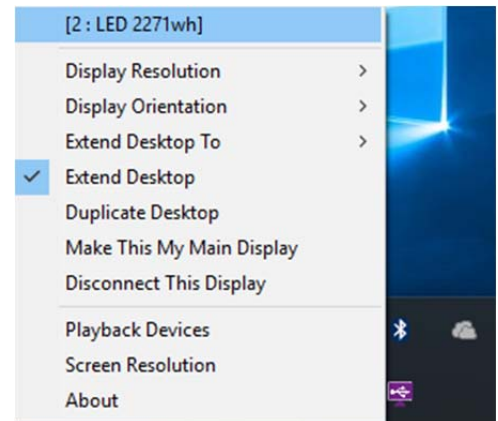 [2 : LED 2271wh]
Display Resolution
Display Orientation
Extend Desktop To
Extend Desktop
Duplicate Desktop
Make This My Main Display
Disconnect This Display
Playback Devices
Screen Resolution
About